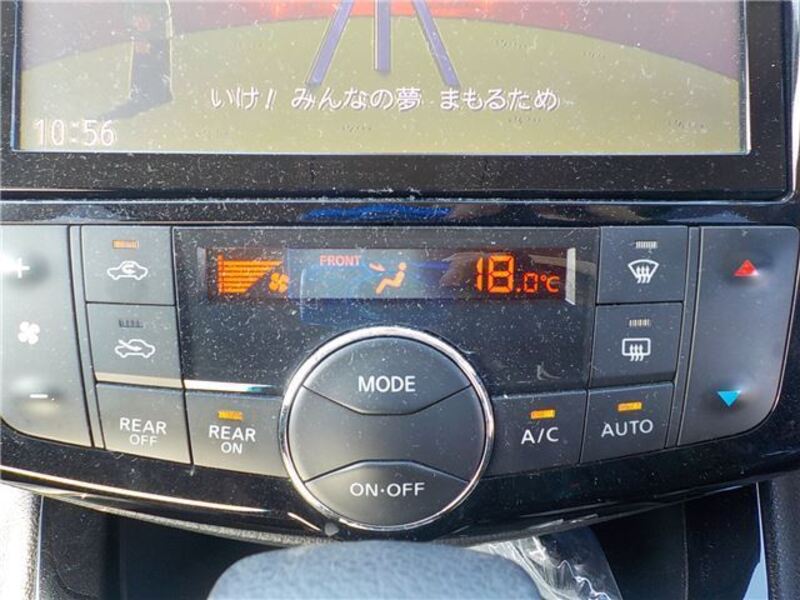 いけ! みんなの夢 まもるため
10:56
FRONT
18.0℃
+
-
MODE
REAR
OFF
REAR
ON
ON·OFF
A/C
AUTO